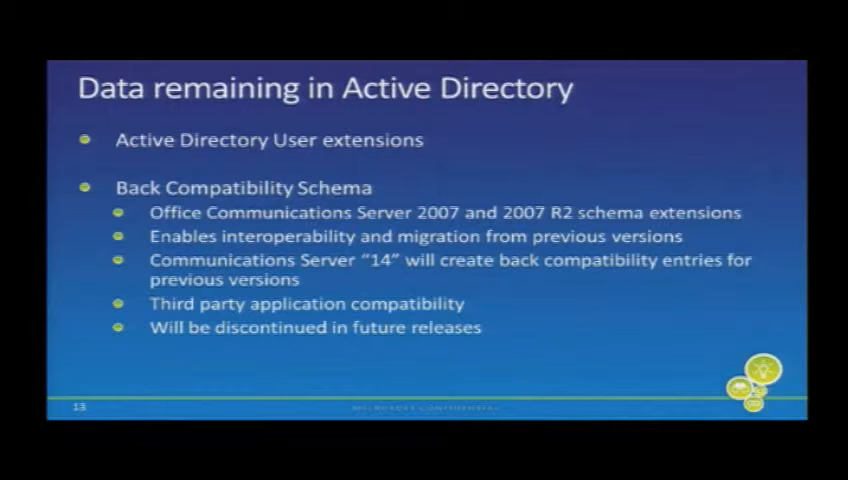 Data remaining in Active Directory
Active Directory User extensions
Back Compatibility Schema
Office Communications Server 2007 and 2007 R2 schema extensions
Enables interoperability and migration from previous versions
Communications Server “14” will create back compatibility entries for
previous versions
Third party application compatibility
Will be discontinued in future releases
13
MICROSOFT CONFIDENTIAL